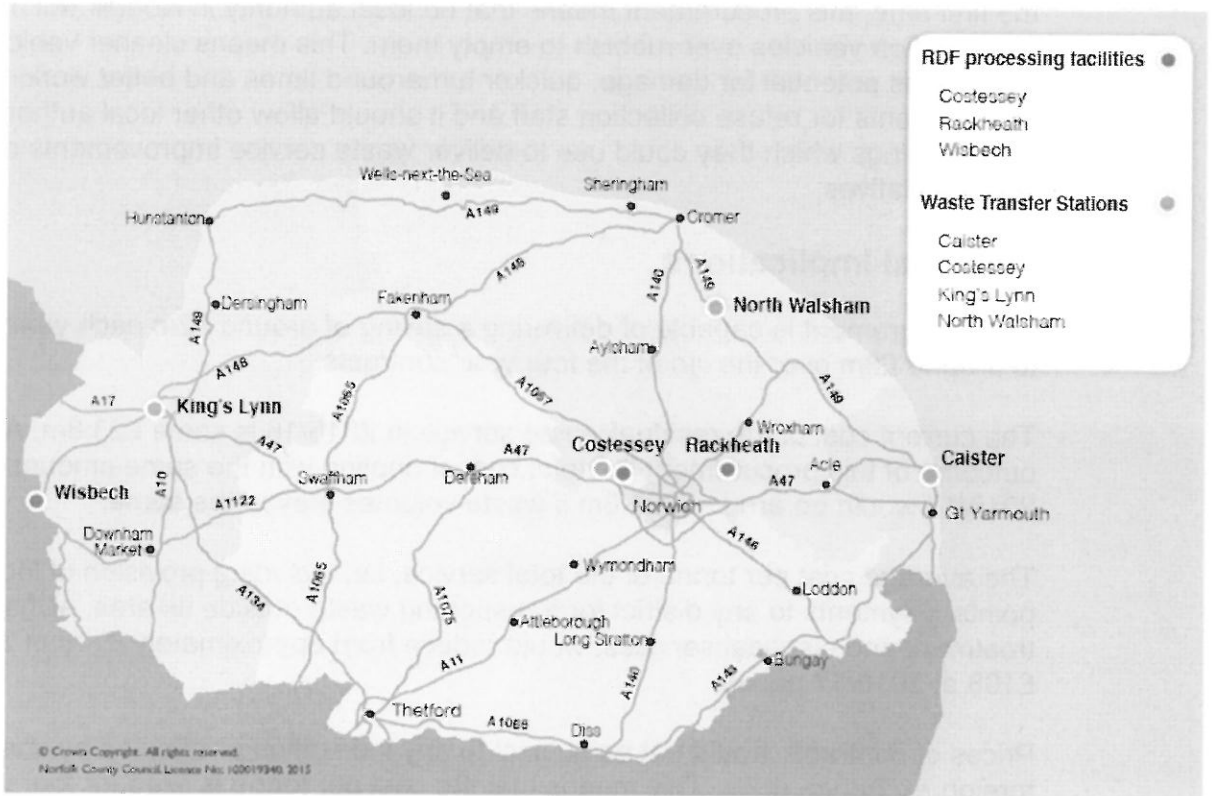 RDF processing facilities
Costessey
Rackheath
Wisbech
Waste Transfer Stations
Caister
Costessey
King's Lynn
North Walsham
Wells-next-the-Sea
Sheringham
Hunstanton
A149
Cromer
A148
A140
A149
Dersingham
Fakenham
North Walsham
A149
Aylsham
A148
A17
King's Lynn
A1065
A1067
A149
Wroxham
A47
Costessey
Rackheath
A47
Acle
Caister
Wisbech
A10
Swaffham
Dereham
A47
Norwich
A1122
Gt Yarmouth
Downham
Market
A146
Wymondham
A134
A1065
A1075
Loddon
Attleborough
Long Stratton
A11
A140
Bungay
A143
Thetford
A1066
Diss
© Crown Copyright. All rights reserved.
Norfolk County Council. Licence No: 100019340. 2015